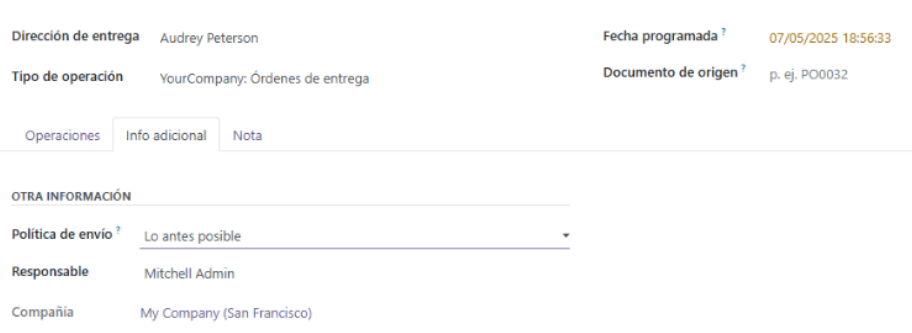 Dirección de entrega Audrey Peterson
Fecha programada ? 07/05/2025 18:56:33
Tipo de operación YourCompany: Órdenes de entrega
Documento de origen ? p. ej. PO0032
Operaciones Info adicional Nota
OTRA INFORMACIÓN
Política de envío ? Lo antes posible
Responsable Mitchell Admin
Compañía My Company (San Francisco)